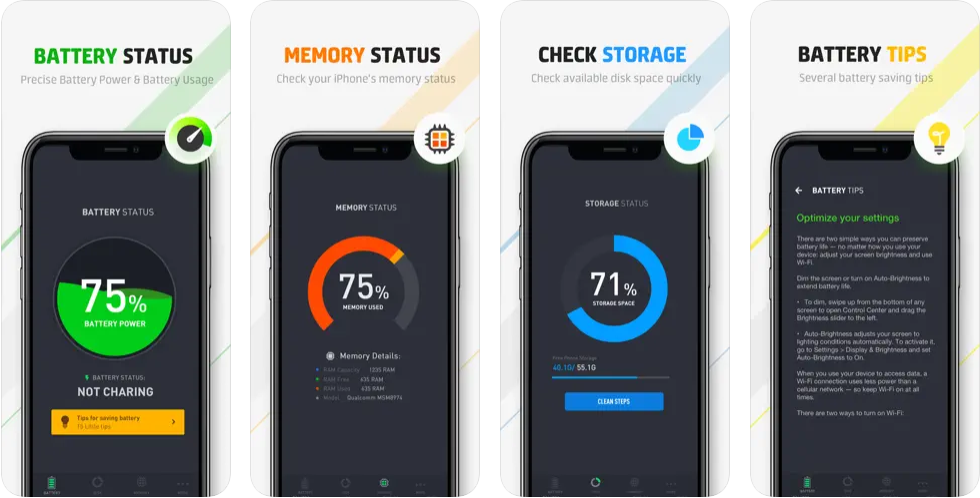 BATTERY STATUS
Precise Battery Power & Battery Usage
BATTERY STATUS
75%
BATTERY POWER
BATTERY STATUS:
NOT CHARING
Tips for saving battery
15 Little tips
BATTERY
MEMORY STATUS
Check your iPhone's memory status
MEMORY STATUS
75%
MEMORY USED
Memory Details:
RAM Capacity 1235 RAM
RAM Free 635 RAM
RAM Used 635 RAM
Model Qualcomm MSM8974
CHECK STORAGE
Check available disk space quickly
STORAGE STATUS
71%
STORAGE SPACE
Free Phone Storage
40.1G/ 55.1G
CLEAN STEPS
BATTERY TIPS
Several battery saving tips
BATTERY TIPS
Optimize your settings
There are two simple ways you can preserve
battery life — no matter how you use your
device: adjust your screen brightness and use
Wi-Fi.
Dim the screen or turn on Auto-Brightness to
extend battery life.
• To dim, swipe up from the bottom of any
screen to open Control Center and drag the
Brightness slider to the left.
• Auto-Brightness adjusts your screen to
lighting conditions automatically. To activate it,
go to Settings > Display & Brightness and set
Auto-Brightness to On.
When you use your device to access data, a
Wi-Fi connection uses less power than a
cellular network — so keep Wi-Fi on at all
times.
There are two ways to turn on Wi-Fi: